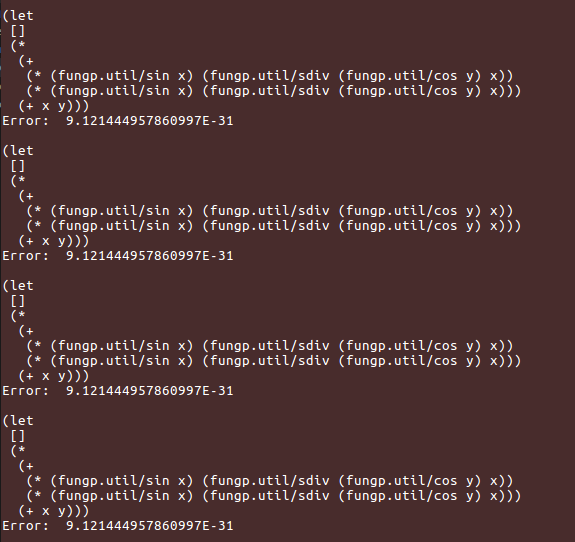 (let
 []
 (*
  (+
   (* (fungp.util/sin x) (fungp.util/sdiv (fungp.util/cos y) x))
   (* (fungp.util/sin x) (fungp.util/sdiv (fungp.util/cos y) x)))
  (+ x y)))
Error:  9.121444957860997E-31

(let
 []
 (*
  (+
   (* (fungp.util/sin x) (fungp.util/sdiv (fungp.util/cos y) x))
   (* (fungp.util/sin x) (fungp.util/sdiv (fungp.util/cos y) x)))
  (+ x y)))
Error:  9.121444957860997E-31

(let
 []
 (*
  (+
   (* (fungp.util/sin x) (fungp.util/sdiv (fungp.util/cos y) x))
   (* (fungp.util/sin x) (fungp.util/sdiv (fungp.util/cos y) x)))
  (+ x y)))
Error:  9.121444957860997E-31

(let
 []
 (*
  (+
   (* (fungp.util/sin x) (fungp.util/sdiv (fungp.util/cos y) x))
   (* (fungp.util/sin x) (fungp.util/sdiv (fungp.util/cos y) x)))
  (+ x y)))
Error:  9.121444957860997E-31